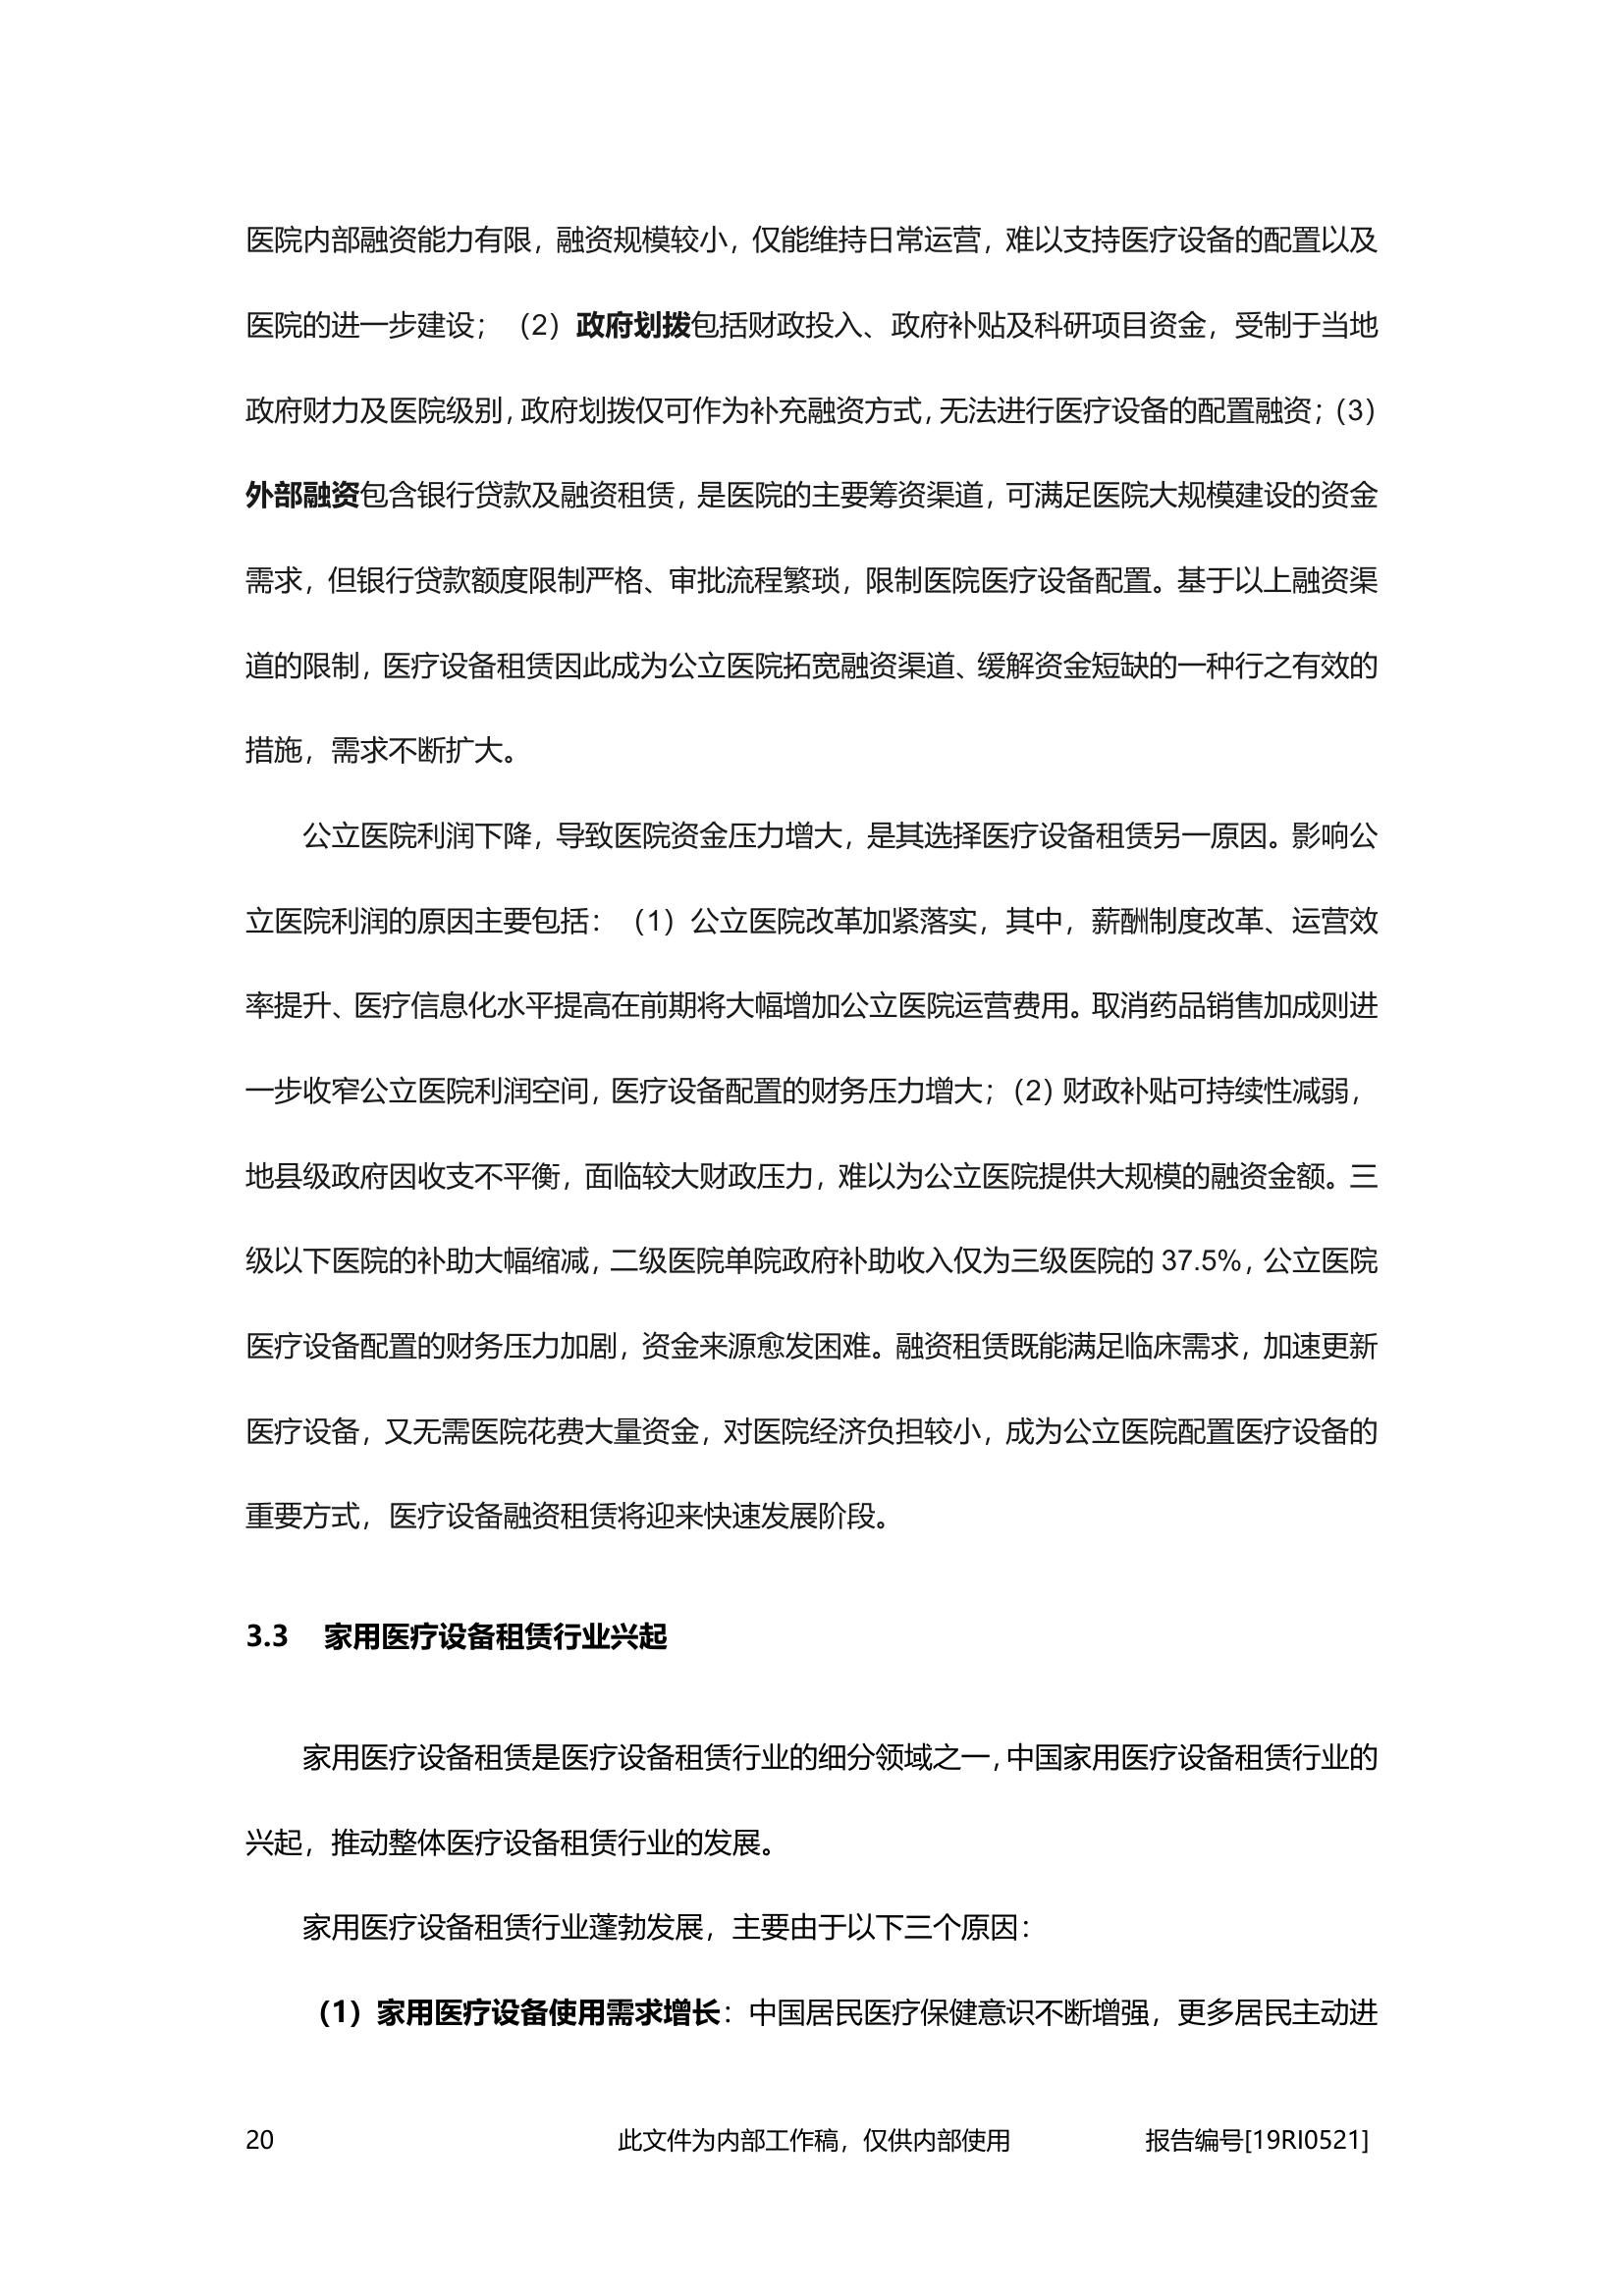 医院内部融资能力有限，融资规模较小，仅能维持日常运营，难以支持医疗设备的配置以及
医院的进一步建设；（2）政府划拨包括财政投入、政府补贴及科研项目资金，受制于当地
政府财力及医院级别，政府划拨仅可作为补充融资方式，无法进行医疗设备的配置融资；（3）
外部融资包含银行贷款及融资租赁，是医院的主要筹资渠道，可满足医院大规模建设的资金
需求，但银行贷款额度限制严格、审批流程繁琐，限制医院医疗设备配置。基于以上融资渠
道的限制，医疗设备租赁因此成为公立医院拓宽融资渠道、缓解资金短缺的一种行之有效的
措施，需求不断扩大。
公立医院利润下降，导致医院资金压力增大，是其选择医疗设备租赁另一原因。影响公
立医院利润的原因主要包括：（1）公立医院改革加紧落实，其中，薪酬制度改革、运营效
率提升、医疗信息化水平提高在前期将大幅增加公立医院运营费用。取消药品销售加成则进
一步收窄公立医院利润空间，医疗设备配置的财务压力增大；（2）财政补贴可持续性减弱，
地县级政府因收支不平衡，面临较大财政压力，难以为公立医院提供大规模的融资金额。三
级以下医院的补助大幅缩减，二级医院单院政府补助收入仅为三级医院的 37.5%，公立医院
医疗设备配置的财务压力加剧，资金来源愈发困难。融资租赁既能满足临床需求，加速更新
医疗设备，又无需医院花费大量资金，对医院经济负担较小，成为公立医院配置医疗设备的
重要方式，医疗设备融资租赁将迎来快速发展阶段。
3.3 家用医疗设备租赁行业兴起
家用医疗设备租赁是医疗设备租赁行业的细分领域之一，中国家用医疗设备租赁行业的
兴起，推动整体医疗设备租赁行业的发展。
家用医疗设备租赁行业蓬勃发展，主要由于以下三个原因：
（1）家用医疗设备使用需求增长：中国居民医疗保健意识不断增强，更多居民主动进
20 此文件为内部工作稿，仅供内部使用 报告编号[19RI0521]